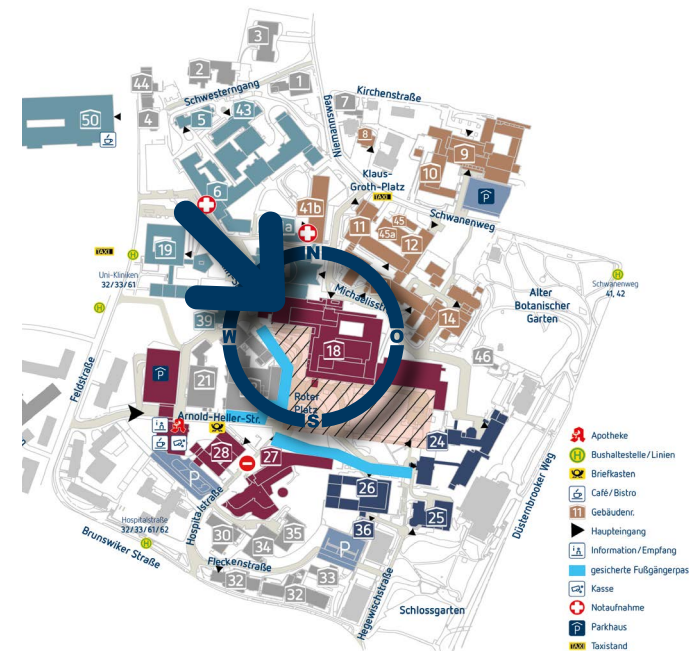 3
2
1
44
Schwesterngang
Kirchenstraße
7
50
4
5
43
Niemannsweg
8
9
10
Klaus-
Groth-Platz
TAXI
P
6
41b
a
11
45
45a
12
Schwanenweg
TAXI
19
H
Uni-Kliniken
32/33/61
N
H
Schwanenweg
41, 42
Michaelisstr
Alter
Botanischer
Garten
14
39
W
O
18
46
H
Feldstraße
P
21
Roter
Platz
S
Arnold-Heller-Str.
24
28
27
P
26
25
36
Hospitalstraße
Hospitalstraße
32/33/61/62
H
Brunswiker Straße
30
34
35
P
Fleckenstraße
32
32
33
Hegewischstraße
Düsternbrooker Weg
Schlossgarten
Apotheke
H Bushaltestelle/Linien
Briefkasten
Café/Bistro
11 Gebäudenr.
Haupteingang
i Information/Empfang
gesicherte Fußgängerpas
Kasse
Notaufnahme
P Parkhaus
TAXI Taxistand